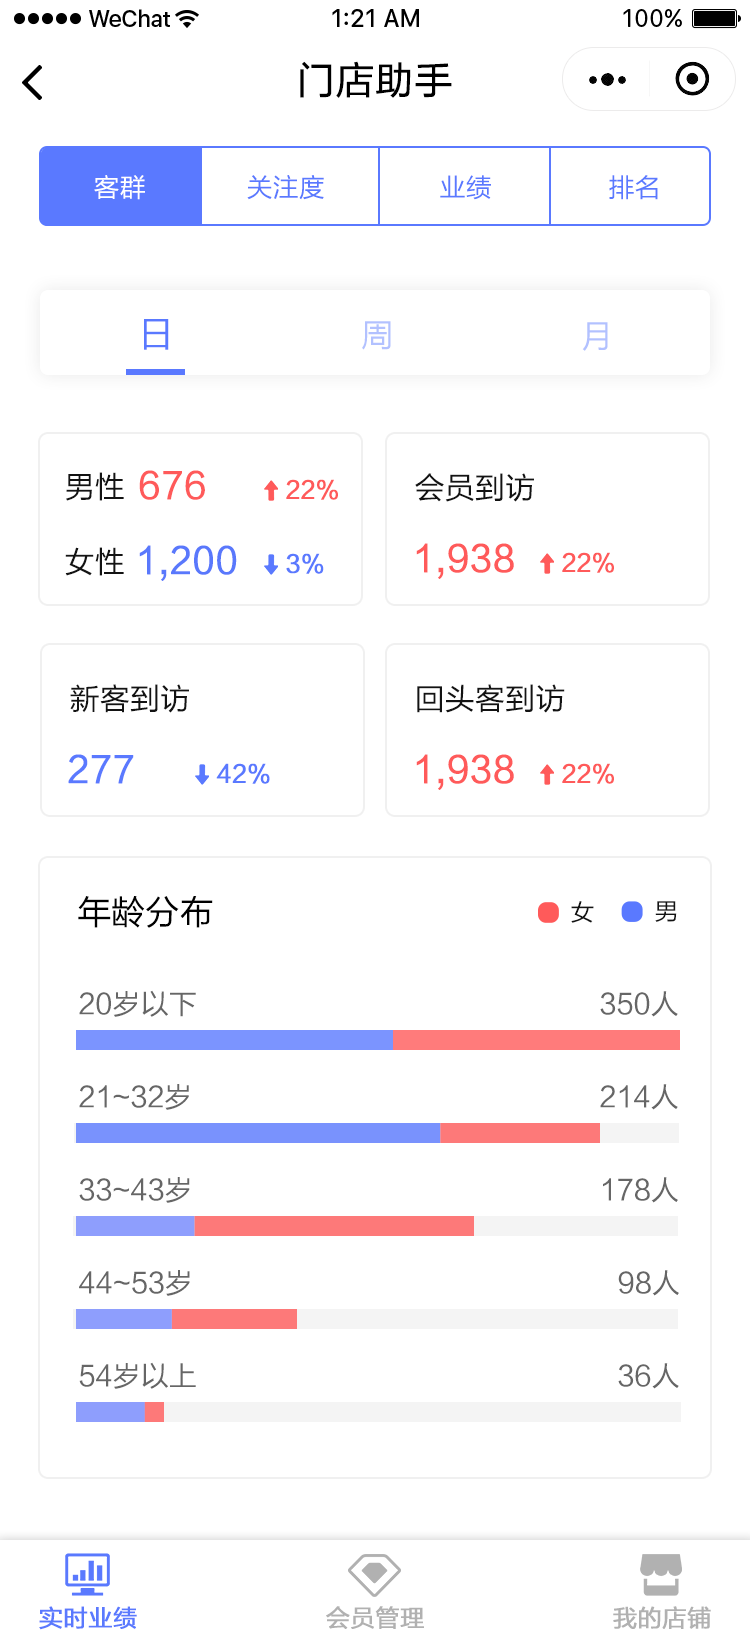 WeChat 1:21 AM 100%
门店助手
客群 关注度 业绩 排名
日 周 月
男性 676 22%
女性 1,200 3%
会员到访
1,938 22%
新客到访
277 42%
回头客到访
1,938 22%
年龄分布 女 男
20岁以下 350人
21~32岁 214人
33~43岁 178人
44~53岁 98人
54岁以上 36人
实时业绩 会员管理 我的店铺